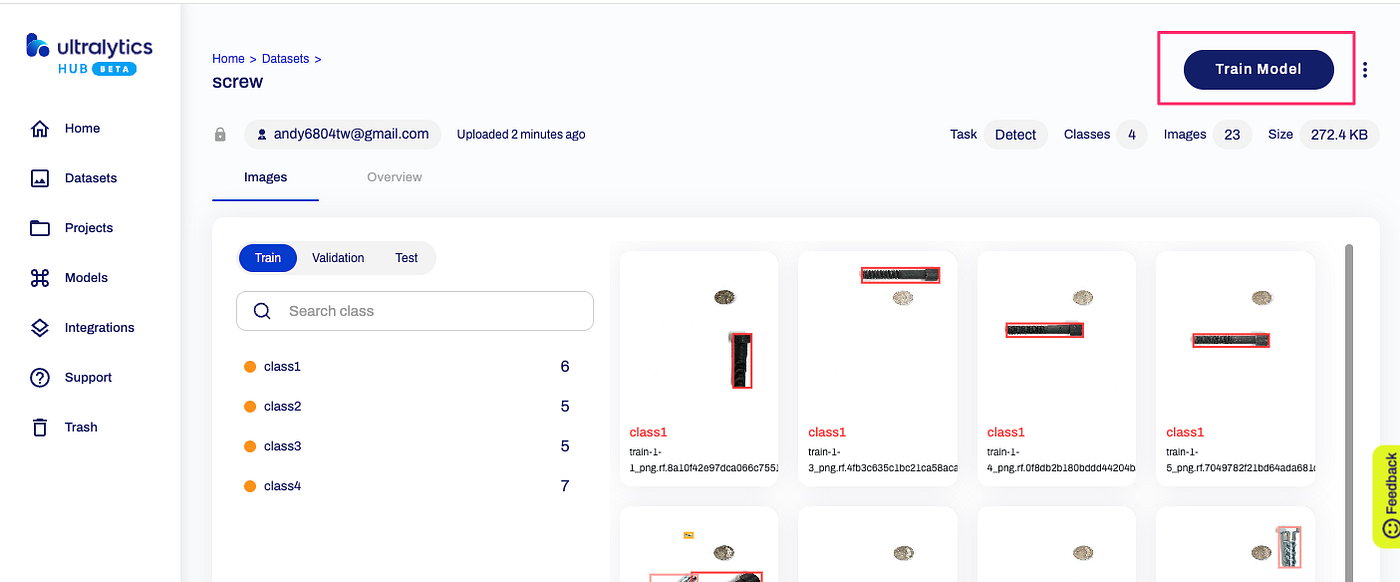 ultralytics
HUB BETA
Home
Datasets
Projects
Models
Integrations
Support
Trash
Home > Datasets >
screw
Train Model
andy6804tw@gmail.com Uploaded 2 minutes ago
Task Detect Classes 4 Images 23 Size 272.4 KB
Images Overview
Train Validation Test
Search class
class1 6
class2 5
class3 5
class4 7
class1
train-1-
1_png.rf.8a10f42e97dca066c755
class1
train-1-
3_png.rf.4fb3c635c1bc21ca58aca
class1
train-1-
4_png.rf.0f8db2b180bddd44204b
class1
train-1-
5_png.rf.7049782f21bd64ada681
Feedback